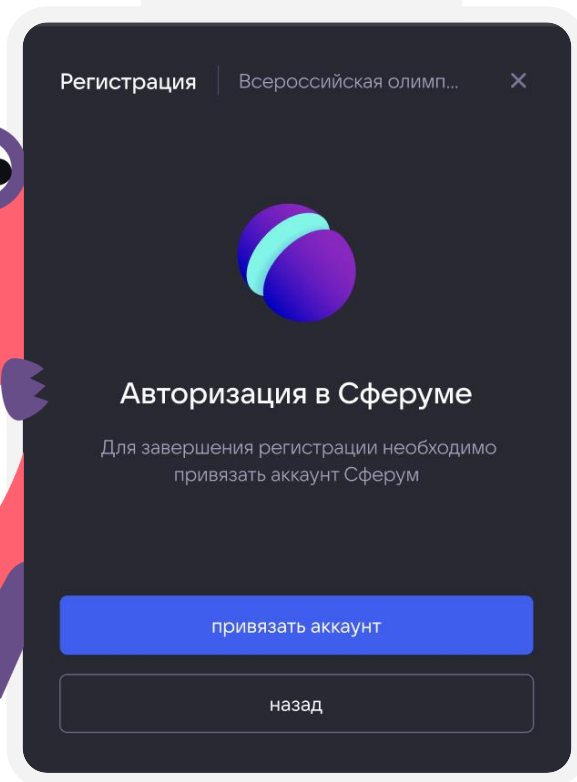 Регистрация
Всероссийская олимп...
Авторизация в Сферуме
Для завершения регистрации необходимо
привязать аккаунт Сферум
привязать аккаунт
назад